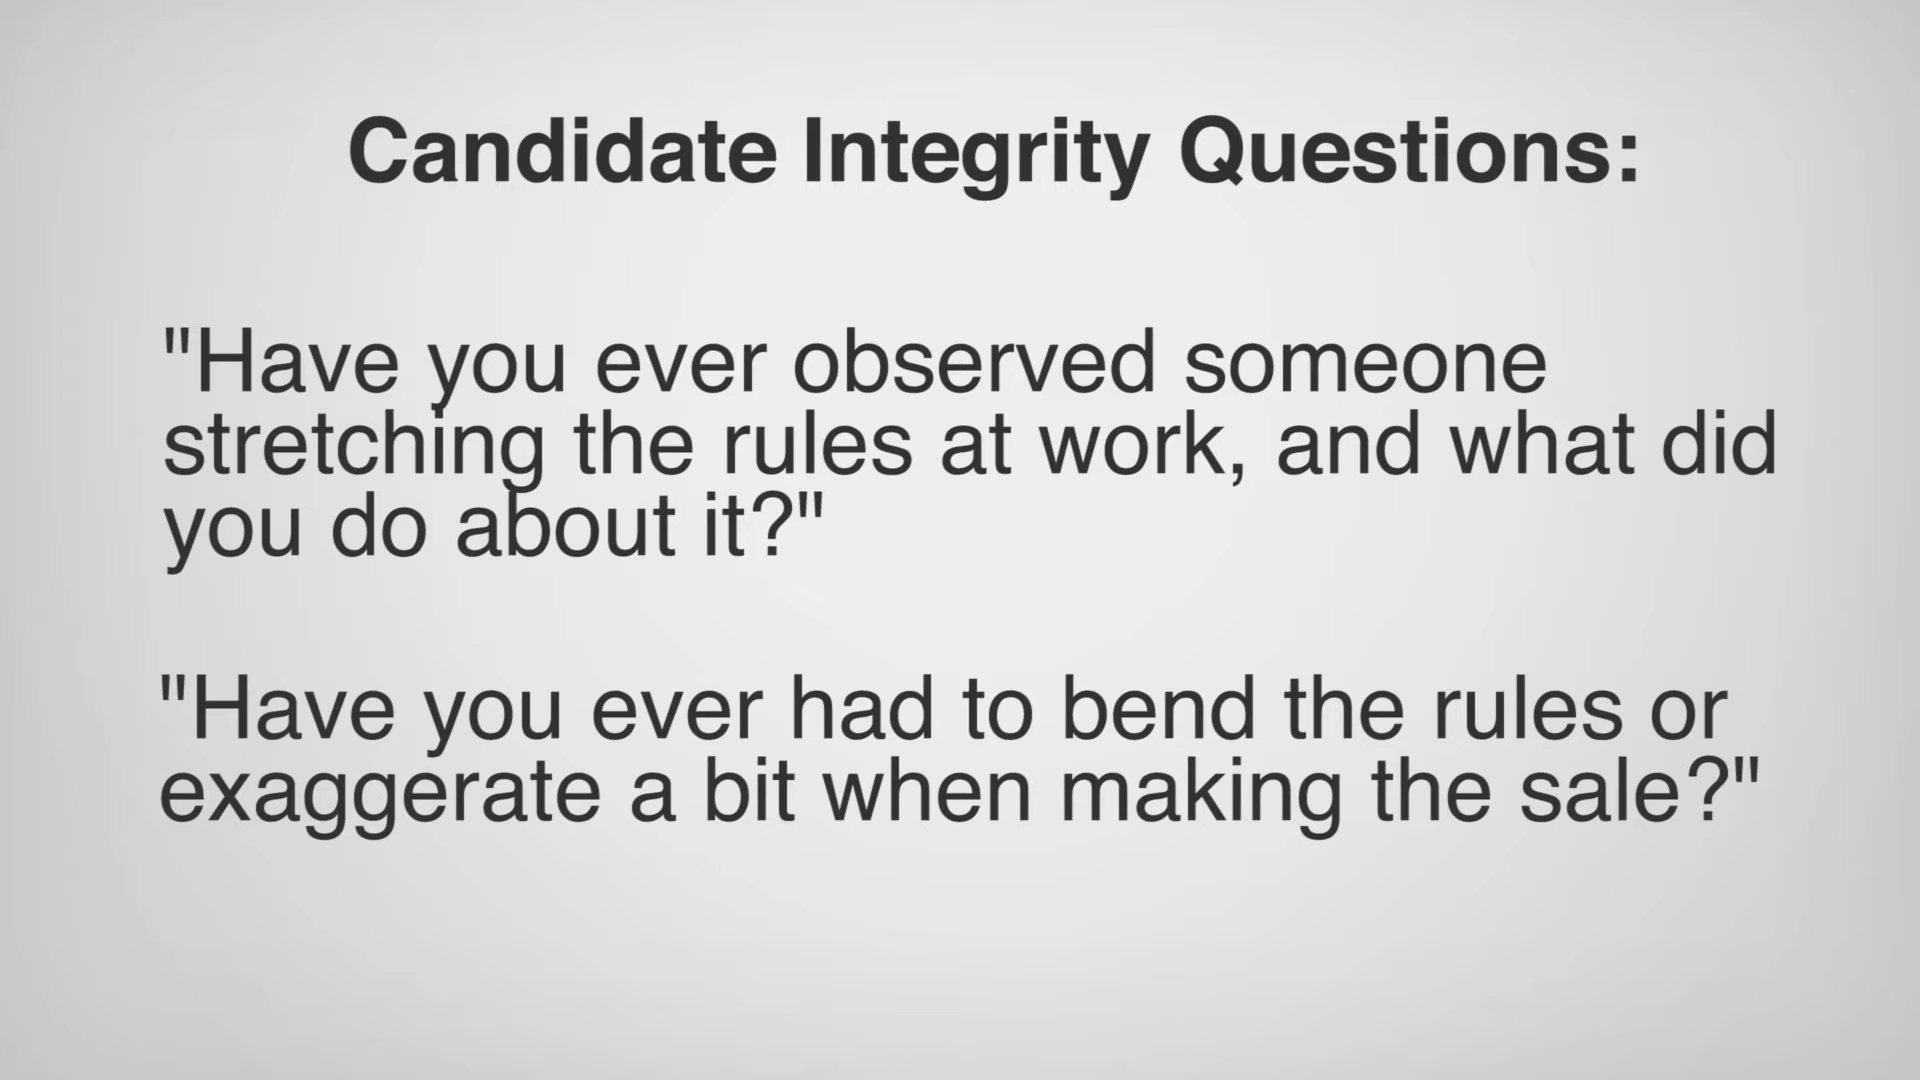 Candidate Integrity Questions:
"Have you ever observed someone
stretching the rules at work, and what did
you do about it?"
"Have you ever had to bend the rules or
exaggerate a bit when making the sale?"